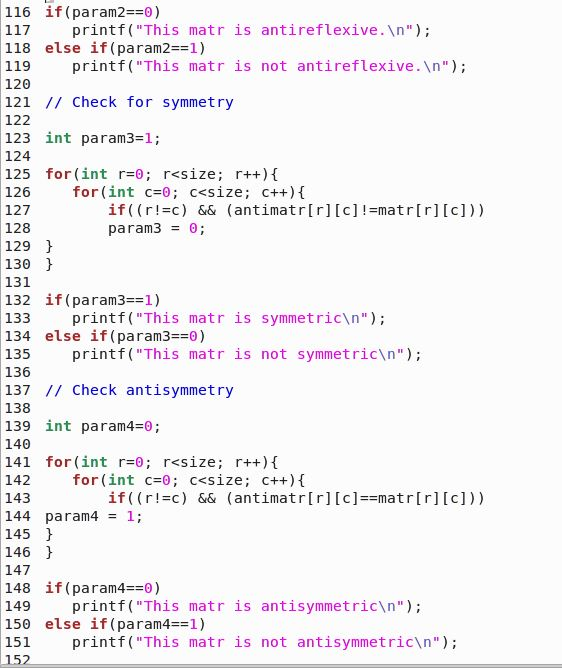 116 if(param2==0)
117    printf("This matr is antireflexive.\n");
118 else if(param2==1)
119    printf("This matr is not antireflexive.\n");
120
121 // Check for symmetry
122
123 int param3=1;
124
125 for(int r=0; r<size; r++){
126    for(int c=0; c<size; c++){
127        if((r!=c) && (antimatr[r][c]!=matr[r][c]))
128        param3 = 0;
129 }
130 }
131
132 if(param3==1)
133    printf("This matr is symmetric\n");
134 else if(param3==0)
135    printf("This matr is not symmetric\n");
136
137 // Check antisymmetry
138
139 int param4=0;
140
141 for(int r=0; r<size; r++){
142    for(int c=0; c<size; c++){
143        if((r!=c) && (antimatr[r][c]==matr[r][c]))
144 param4 = 1;
145 }
146 }
147
148 if(param4==0)
149    printf("This matr is antisymmetric\n");
150 else if(param4==1)
151    printf("This matr is not antisymmetric\n");
152